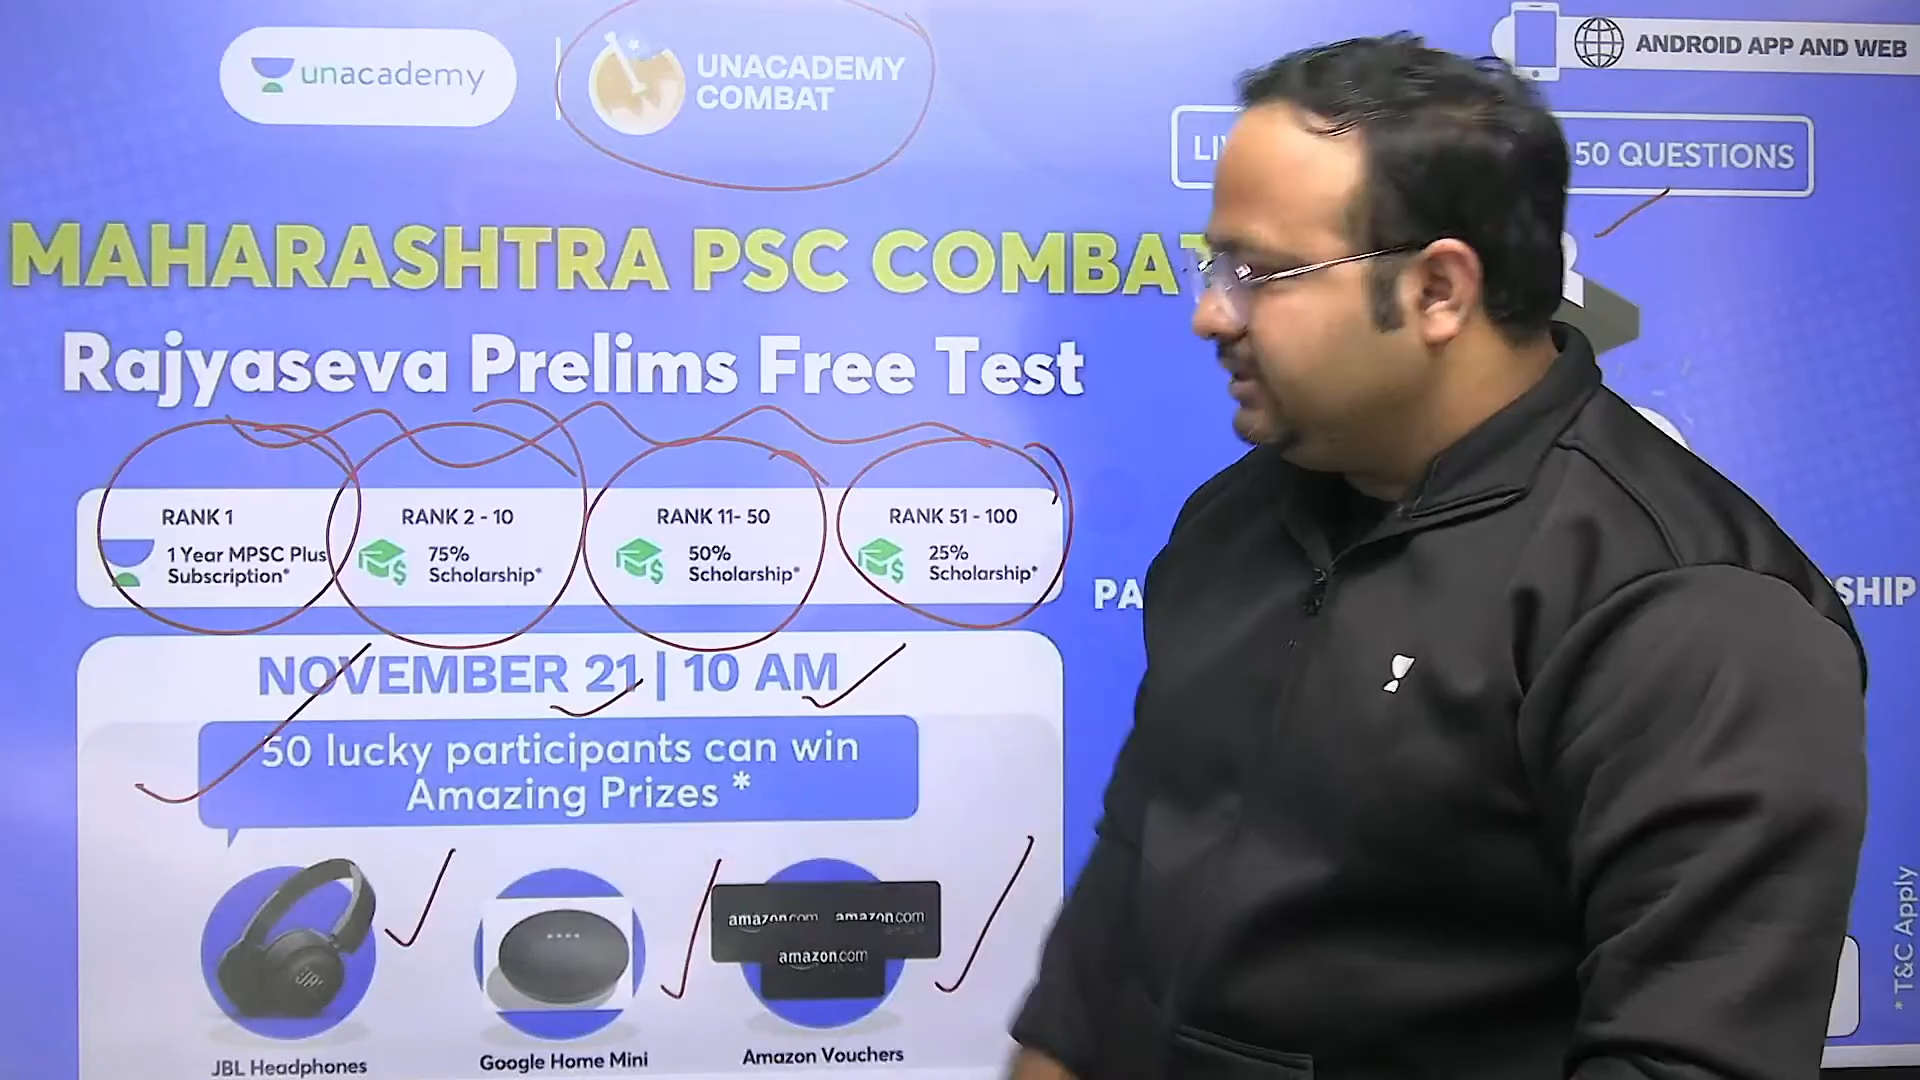 unacademy
UNACADEMY
COMBAT
ANDROID APP AND WEB
50 QUESTIONS
MAHARASHTRA PSC COMBAT
Rajyaseva Prelims Free Test
RANK 1
1 Year MPSC Plus
Subscription*
RANK 2 - 10
75%
Scholarship*
RANK 11- 50
50%
Scholarship*
RANK 51 - 100
25%
Scholarship*
NOVEMBER 21 | 10 AM
50 lucky participants can win
Amazing Prizes *
JBL
amazon.com amazon.com
amazon.com
JBL Headphones
Google Home Mini
Amazon Vouchers
* T&C Apply